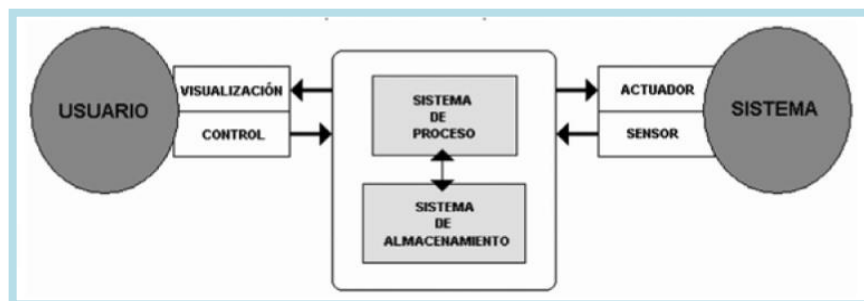 USUARIO
VISUALIZACIÓN
CONTROL
SISTEMA
DE
PROCESO
SISTEMA
DE
ALMACENAMIENTO
ACTUADOR
SENSOR
SISTEMA